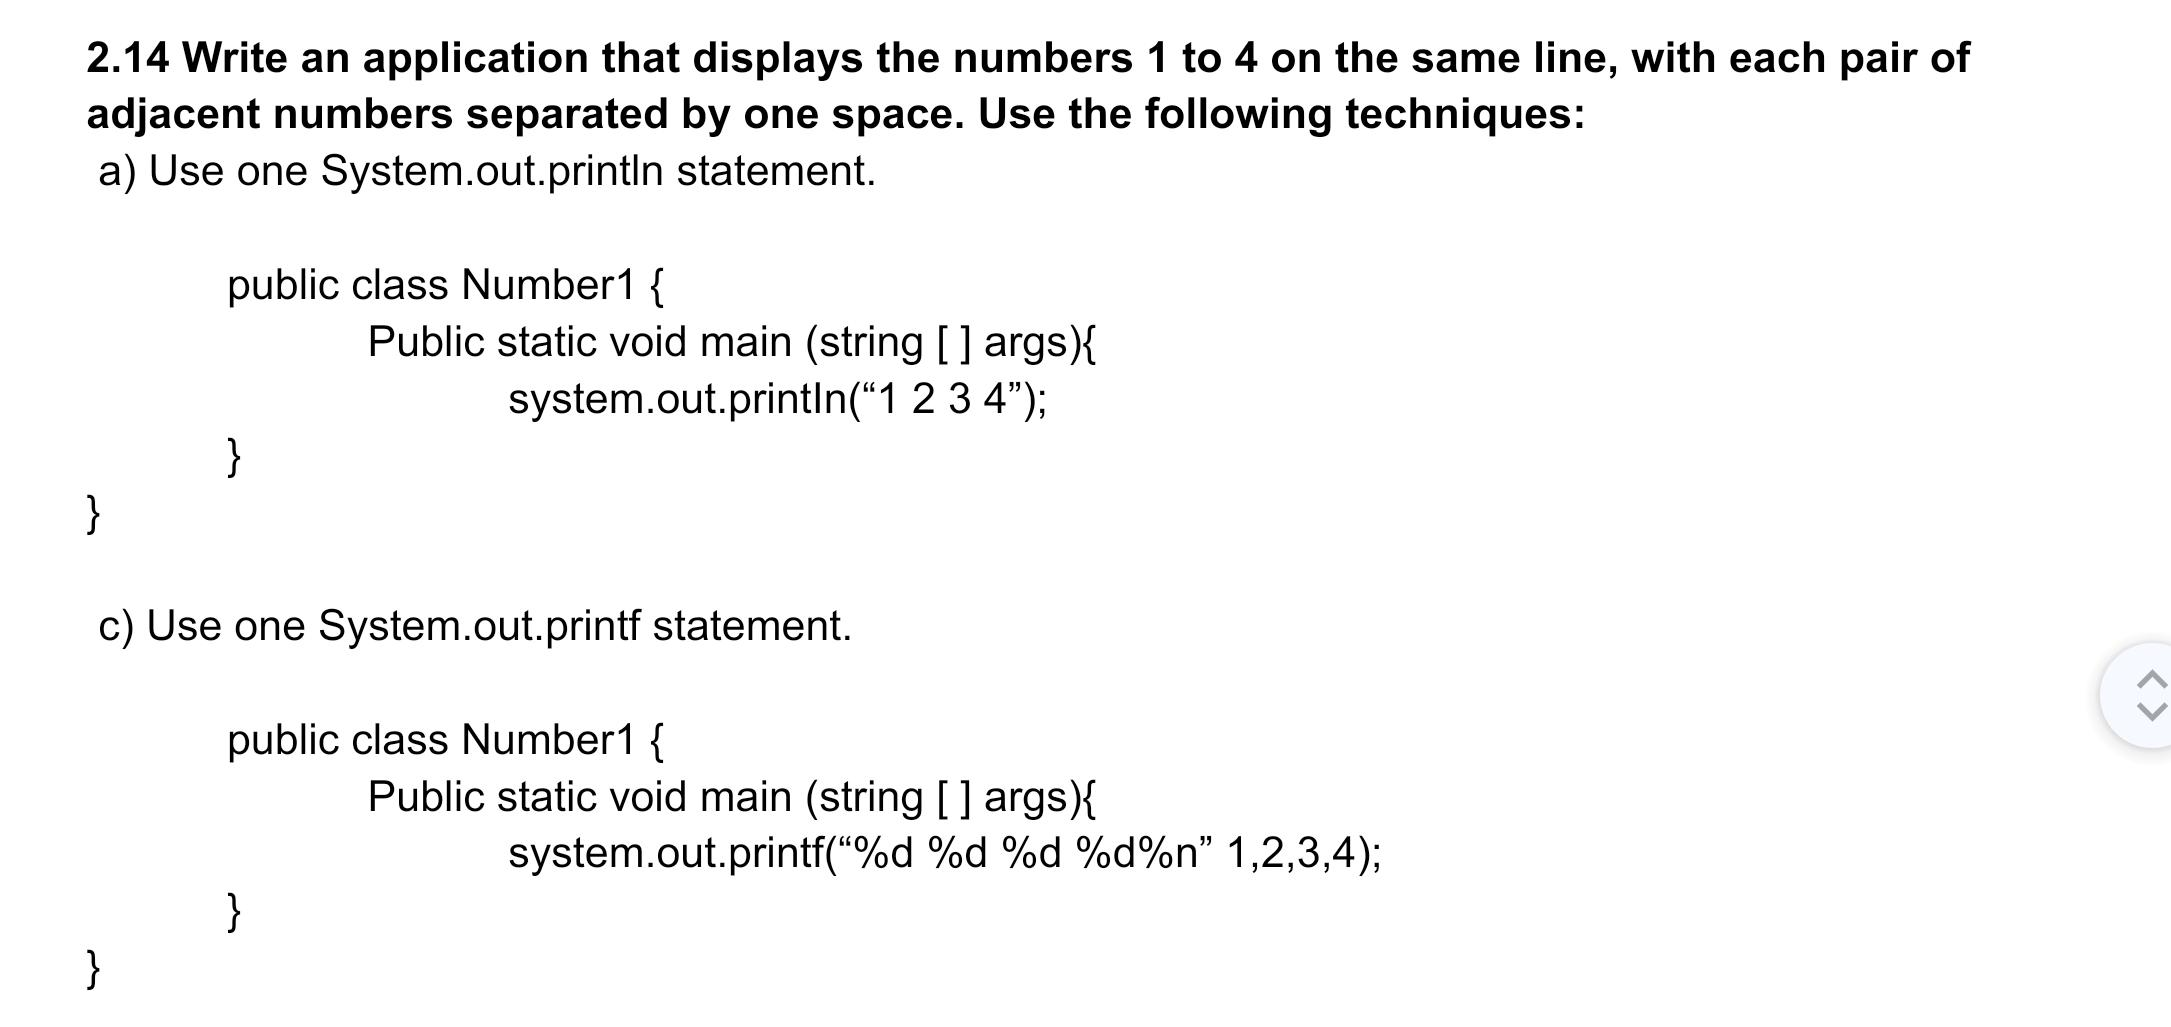 2.14 Write an application that displays the numbers 1 to 4 on the same line, with each pair of
adjacent numbers separated by one space. Use the following techniques:
a) Use one System.out.println statement.
public class Number1 {
Public static void main (string [ ] args){
system.out.println(“1 2 3 4”);
}
}
c) Use one System.out.printf statement.
public class Number1 {
Public static void main (string [ ] args){
system.out.printf(“%d %d %d %d%n” 1,2,3,4);
}
}